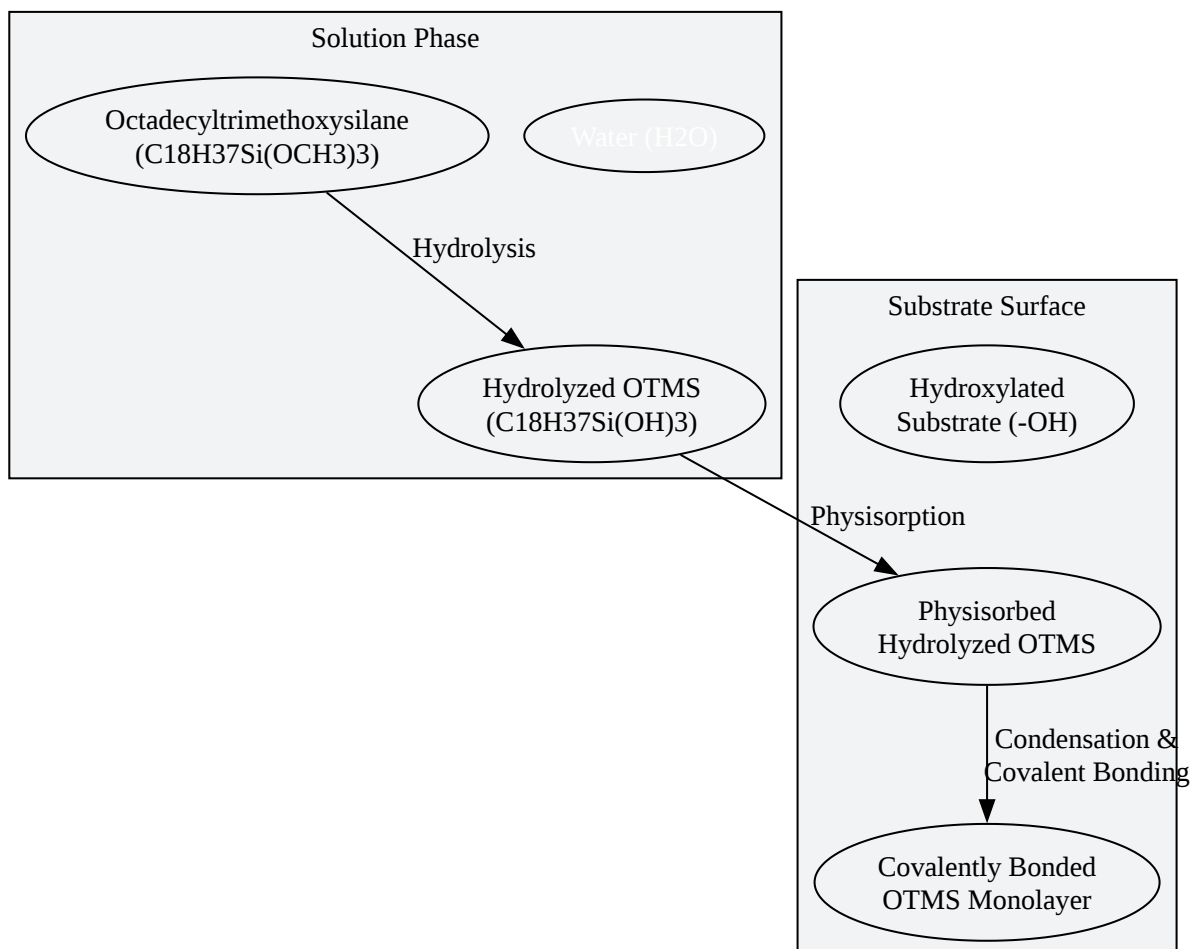 Solution Phase
Octadecyltrimethoxysilane
(C18H37Si(OCH3)3)
Water (H2O)
Hydrolysis
Hydrolyzed OTMS
(C18H37Si(OH)3)
Substrate Surface
Hydroxylated
Substrate (-OH)
Physisorption
Physisorbed
Hydrolyzed OTMS
Condensation &
Covalent Bonding
Covalently Bonded
OTMS Monolayer